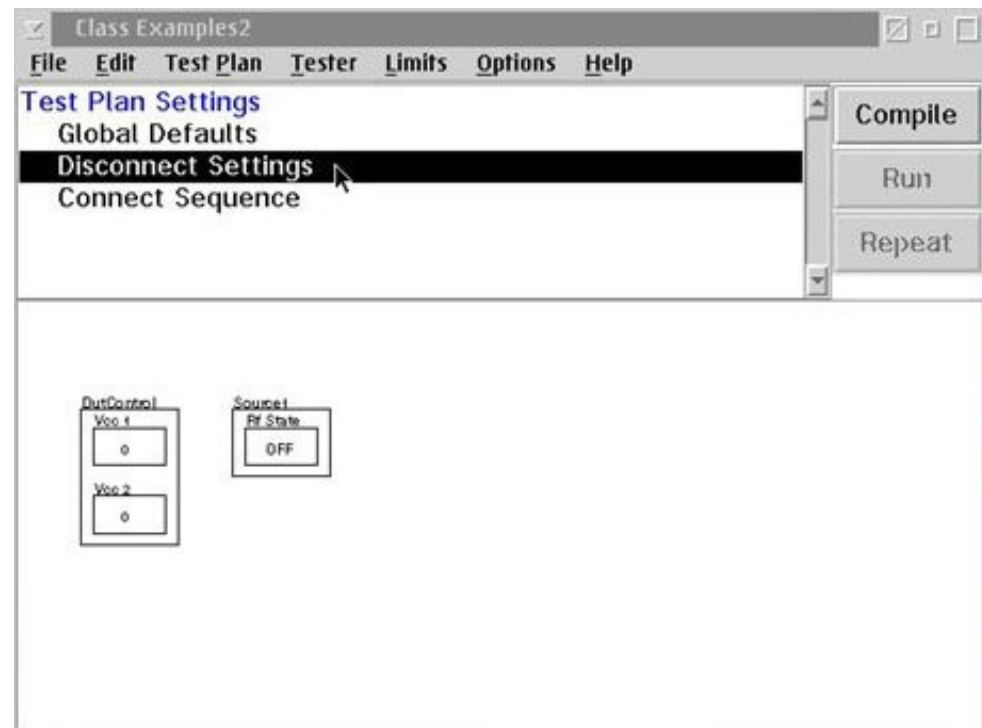 Class Examples2
File Edit Test Plan Tester Limits Options Help
Test Plan Settings
Global Defaults
Disconnect Settings
Connect Sequence
Compile
Run
Repeat
DutControl
Vcc 1
0
Vcc 2
0
Source1
Rf State
OFF